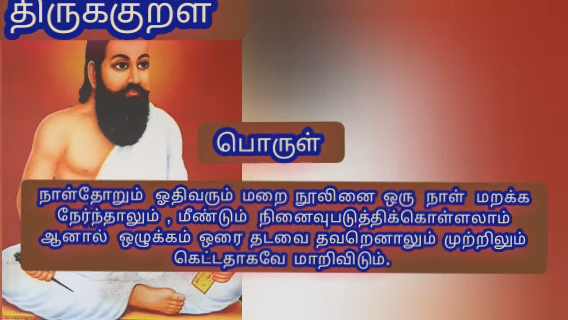 திருக்குறள்
பொருள்
நாள்தோறும் ஓதிவரும் மறை நூலினை ஒரு நாள் மறக்க
நேர்ந்தாலும் , மீண்டும் நினைவுபடுத்திக்கொள்ளலாம்
ஆனால் ஒழுக்கம் ஒரை தடவை தவறெனாலும் முற்றிலும்
கெட்டதாகவே மாறிவிடும்.